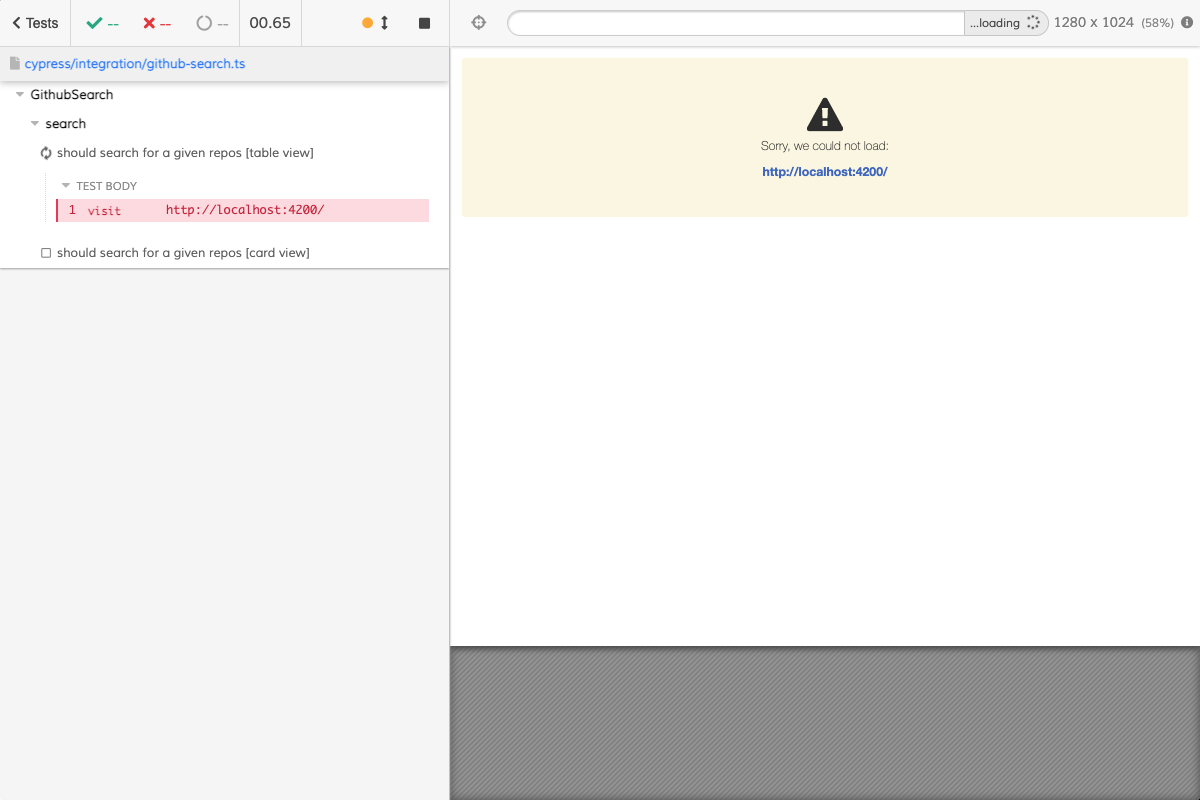 Tests -- -- -- 00.65
cypress/integration/github-search.ts
GithubSearch
search
should search for a given repos [table view]
TEST BODY
1 visit http://localhost:4200/
should search for a given repos [card view]
...loading 1280 x 1024 (58%)
Sorry, we could not load:
http://localhost:4200/